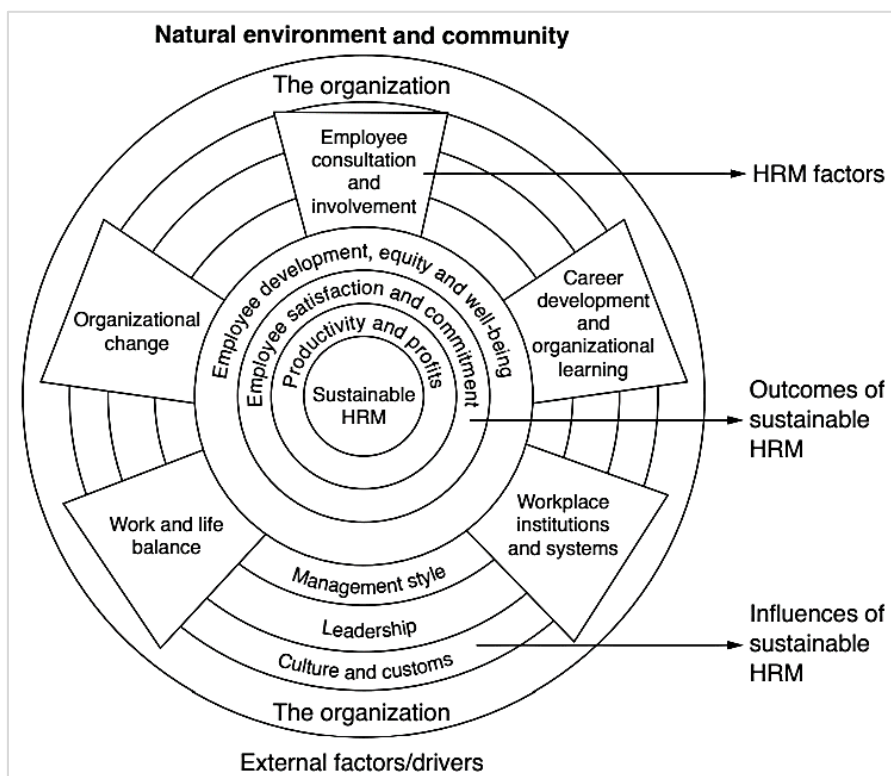 Natural environment and community
The organization
Employee
consultation
and
involvement
HRM factors
Employee development, equity and well-being
Employee satisfaction and commitment
Productivity and profits
Sustainable
HRM
Organizational
change
Career
development
and
organizational
learning
Outcomes of
sustainable
HRM
Work and life
balance
Workplace
institutions
and systems
Management style
Leadership
Culture and customs
Influences of
sustainable
HRM
The organization
External factors/drivers